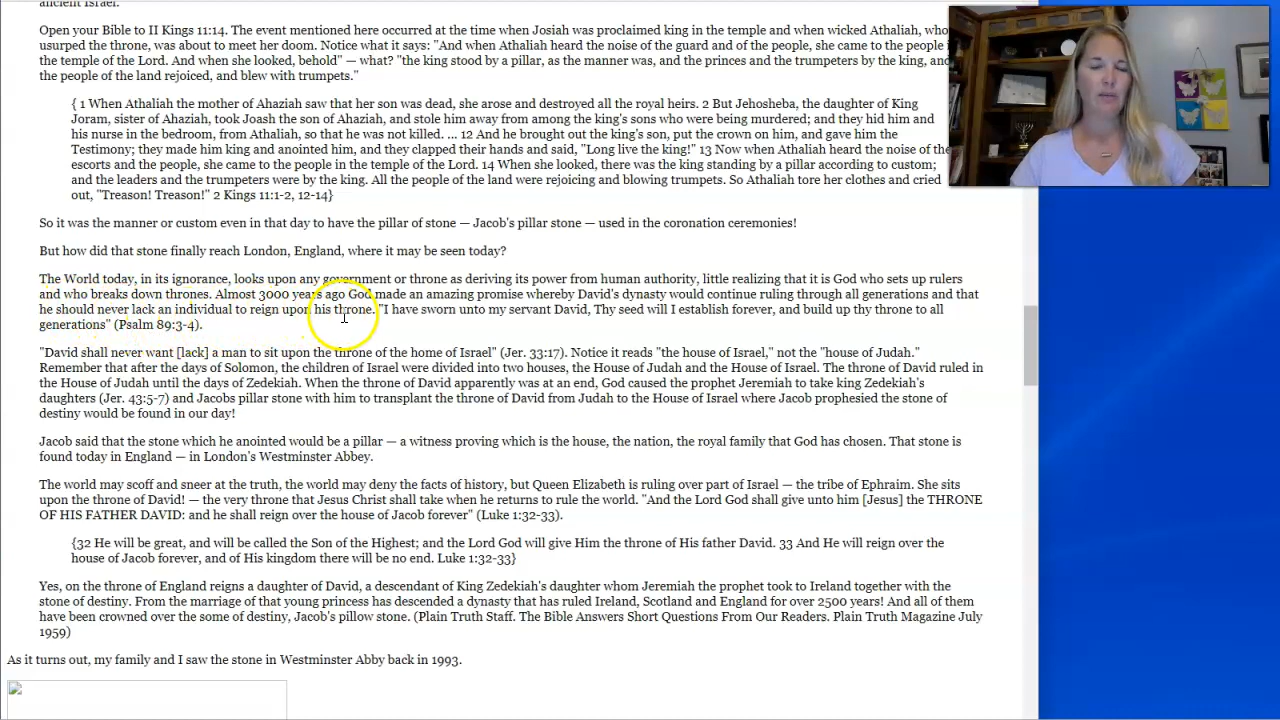 ancient Israel.
Open your Bible to II Kings 11:14. The event mentioned here occurred at the time when Josiah was proclaimed king in the temple and when wicked Athaliah, who
usurped the throne, was about to meet her doom. Notice what it says: "And when Athaliah heard the noise of the guard and of the people, she came to the people
the temple of the Lord. And when she looked, behold" — what? "the king stood by a pillar, as the manner was, and the princes and the trumpeters by the king, and
the people of the land rejoiced, and blew with trumpets."
{ 1 When Athaliah the mother of Ahaziah saw that her son was dead, she arose and destroyed all the royal heirs. 2 But Jehosheba, the daughter of King
Joram, sister of Ahaziah, took Joash the son of Ahaziah, and stole him away from among the king's sons who were being murdered; and they hid him and
his nurse in the bedroom, from Athaliah, so that he was not killed. ... 12 And he brought out the king's son, put the crown on him, and gave him the
Testimony; they made him king and anointed him, and they clapped their hands and said, "Long live the king!" 13 Now when Athaliah heard the noise of the
escorts and the people, she came to the people in the temple of the Lord. 14 When she looked, there was the king standing by a pillar according to custom;
and the leaders and the trumpeters were by the king. All the people of the land were rejoicing and blowing trumpets. So Athaliah tore her clothes and cried
out, "Treason! Treason!" 2 Kings 11:1-2, 12-14}
So it was the manner or custom even in that day to have the pillar of stone — Jacob's pillar stone — used in the coronation ceremonies!
But how did that stone finally reach London, England, where it may be seen today?
The World today, in its ignorance, looks upon any government or throne as deriving its power from human authority, little realizing that it is God who sets up rulers
and who breaks down thrones. Almost 3000 years ago God made an amazing promise whereby David's dynasty would continue ruling through all generations and that
he should never lack an individual to reign upon his throne. "I have sworn unto my servant David, Thy seed will I establish forever, and build up thy throne to all
generations" (Psalm 89:3-4).
"David shall never want [lack] a man to sit upon the throne of the home of Israel" (Jer. 33:17). Notice it reads "the house of Israel," not the "house of Judah."
Remember that after the days of Solomon, the children of Israel were divided into two houses, the House of Judah and the House of Israel. The throne of David ruled in
the House of Judah until the days of Zedekiah. When the throne of David apparently was at an end, God caused the prophet Jeremiah to take king Zedekiah's
daughters (Jer. 43:5-7) and Jacobs pillar stone with him to transplant the throne of David from Judah to the House of Israel where Jacob prophesied the stone of
destiny would be found in our day!
Jacob said that the stone which he anointed would be a pillar — a witness proving which is the house, the nation, the royal family that God has chosen. That stone is
found today in England — in London's Westminster Abbey.
The world may scoff and sneer at the truth, the world may deny the facts of history, but Queen Elizabeth is ruling over part of Israel — the tribe of Ephraim. She sits
upon the throne of David! — the very throne that Jesus Christ shall take when he returns to rule the world. "And the Lord God shall give unto him [Jesus] the THRONE
OF HIS FATHER DAVID: and he shall reign over the house of Jacob forever" (Luke 1:32-33).
{32 He will be great, and will be called the Son of the Highest; and the Lord God will give Him the throne of His father David. 33 And He will reign over the
house of Jacob forever, and of His kingdom there will be no end. Luke 1:32-33}
Yes, on the throne of England reigns a daughter of David, a descendant of King Zedekiah's daughter whom Jeremiah the prophet took to Ireland together with the
stone of destiny. From the marriage of that young princess has descended a dynasty that has ruled Ireland, Scotland and England for over 2500 years! And all of them
have been crowned over the some of destiny, Jacob's pillow stone. (Plain Truth Staff. The Bible Answers Short Questions From Our Readers. Plain Truth Magazine July
1959)
As it turns out, my family and I saw the stone in Westminster Abby back in 1993.